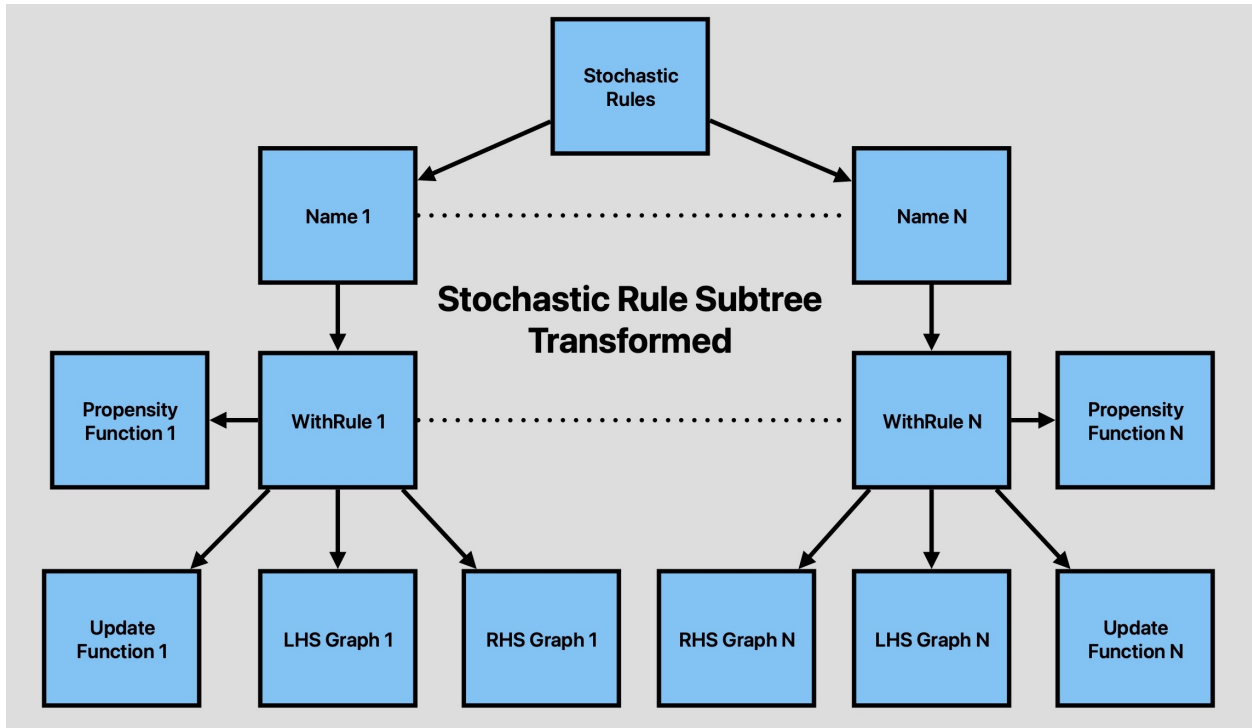 Stochastic
Rules
Name 1
Name N
Stochastic Rule Subtree
Transformed
Propensity
Function 1
WithRule 1
WithRule N
Propensity
Function N
Update
Function 1
LHS Graph 1
RHS Graph 1
RHS Graph N
LHS Graph N
Update
Function N